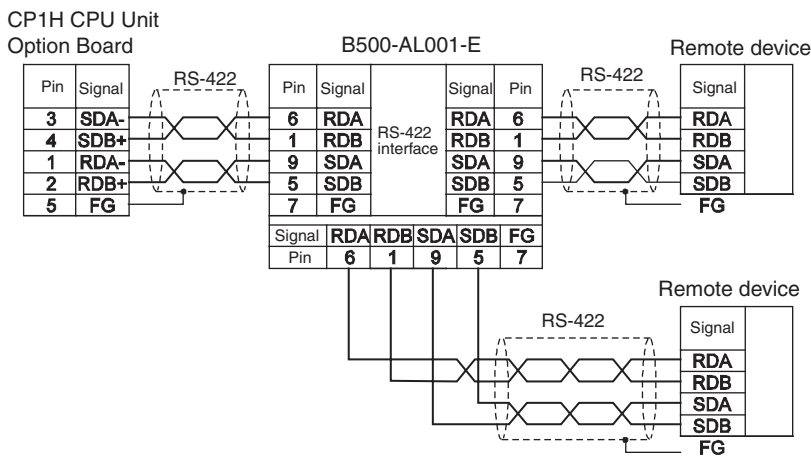 CP1H CPU Unit
Option Board
B500-AL001-E
Remote device
Pin Signal
RS-422
Pin Signal
Signal Pin
RS-422
Signal
3 SDA-
6 RDA
RS-422
interface
RDA 6
RDA
4 SDB+
1 RDB
RDB 1
RDB
1 RDA-
9 SDA
SDA 9
SDA
2 RDB+
5 SDB
SDB 5
SDB
5 FG
7 FG
FG 7
FG
Signal RDA RDB SDA SDB FG
Pin 6 1 9 5 7
Remote device
RS-422
Signal
RDA
RDB
SDA
SDB
FG